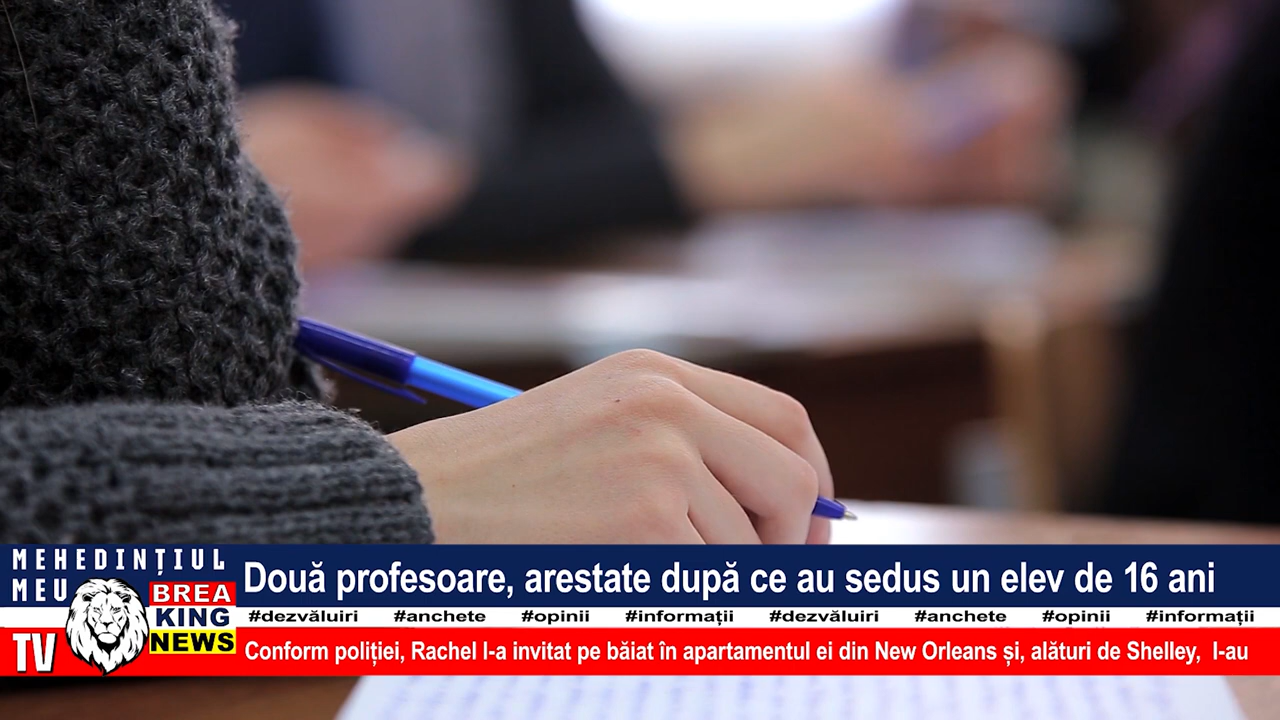 MEHEDINȚIUL
MEU
TV
BREA
KING
NEWS
Două profesoare, arestate după ce au sedus un elev de 16 ani
#dezvăluiri #anchete #opinii #informații #dezvăluiri #anchete #opinii #informații
Conform poliției, Rachel l-a invitat pe băiat în apartamentul ei din New Orleans și, alături de Shelley, l-au